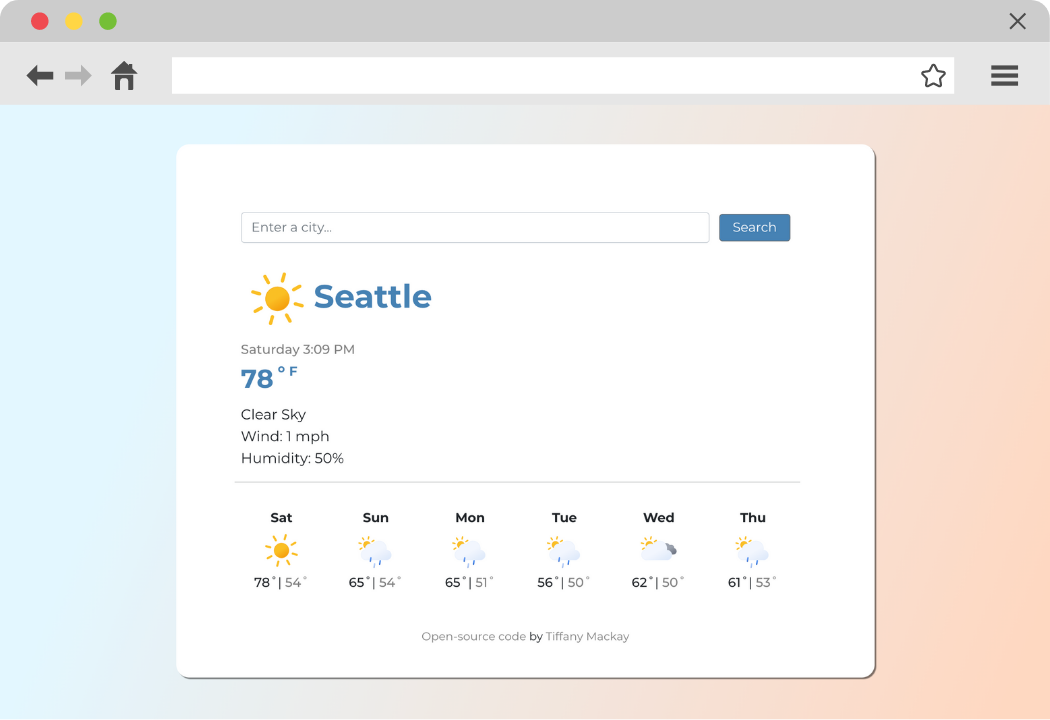 Enter a city...
Search
Seattle
Saturday 3:09 PM
78 ° F
Clear Sky
Wind: 1 mph
Humidity: 50%
Sat Sun Mon Tue Wed Thu
78°| 54° 65°| 54° 65°| 51° 56°| 50° 62°| 50° 61°| 53°
Open-source code by Tiffany Mackay